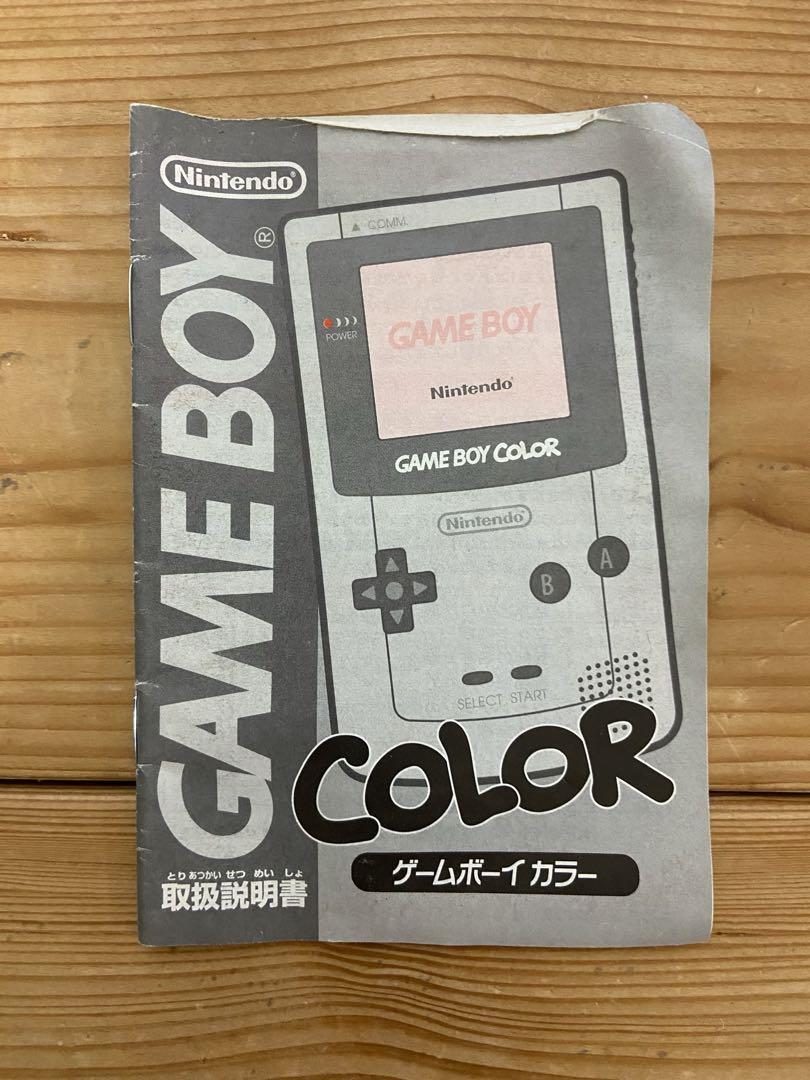 Nintendo®
GAME BOY®
▲ COMM.
POWER
GAME BOY
Nintendo®
GAME BOY COLOR
Nintendo
B
A
SELECT START
COLOR
ゲームボーイ カラー
とりあつかい せつ めい しょ
取扱説明書